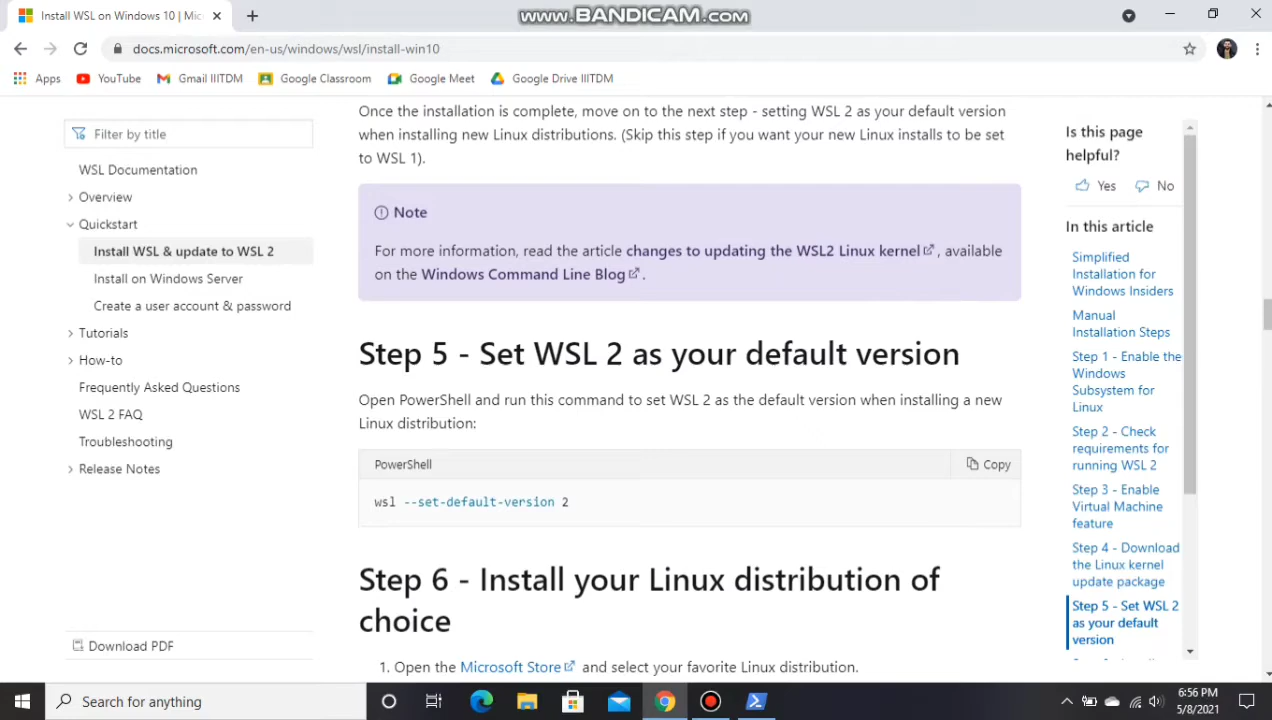 Install WSL on Windows 10 | Mic
www.BANDICAM.com
docs.microsoft.com/en-us/windows/wsl/install-win10
Apps
YouTube
Gmail IIITDM
Google Classroom
Google Meet
Google Drive IIITDM
Filter by title
WSL Documentation
Overview
Quickstart
Install WSL & update to WSL 2
Install on Windows Server
Create a user account & password
Tutorials
How-to
Frequently Asked Questions
WSL 2 FAQ
Troubleshooting
Release Notes
Download PDF
Once the installation is complete, move on to the next step - setting WSL 2 as your default version
when installing new Linux distributions. (Skip this step if you want your new Linux installs to be set
to WSL 1).
Note
For more information, read the article changes to updating the WSL2 Linux kernel, available
on the Windows Command Line Blog.
Step 5 - Set WSL 2 as your default version
Open PowerShell and run this command to set WSL 2 as the default version when installing a new
Linux distribution:
PowerShell
Copy
wsl --set-default-version 2
Step 6 - Install your Linux distribution of
choice
1. Open the Microsoft Store and select your favorite Linux distribution.
Is this page
helpful?
Yes
No
In this article
Simplified
Installation for
Windows Insiders
Manual
Installation Steps
Step 1 - Enable the
Windows
Subsystem for
Linux
Step 2 - Check
requirements for
running WSL 2
Step 3 - Enable
Virtual Machine
feature
Step 4 - Download
the Linux kernel
update package
Step 5 - Set WSL 2
as your default
version
Search for anything
6:56 PM
5/8/2021